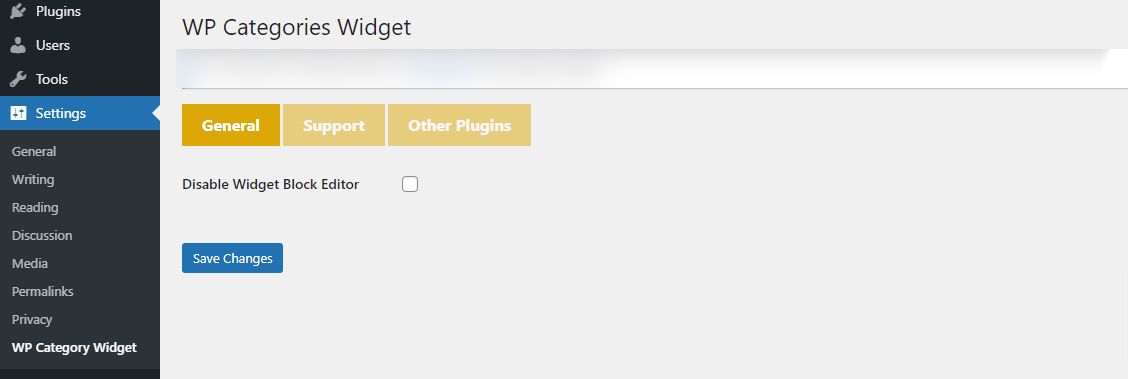 Plugins
Users
Tools
Settings
General
Writing
Reading
Discussion
Media
Permalinks
Privacy
WP Category Widget
WP Categories Widget
General Support Other Plugins
Disable Widget Block Editor
Save Changes